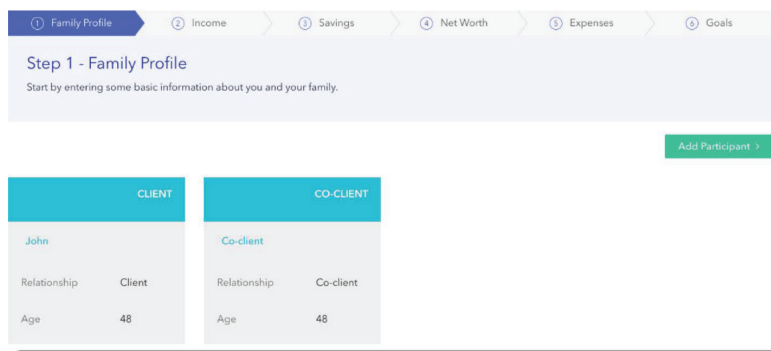 1 Family Profile 2 Income 3 Savings 4 Net Worth 5 Expenses 6 Goals
Step 1 - Family Profile
Start by entering some basic information about you and your family.
Add Participant >
CLIENT
John
Relationship Client
Age 48
CO-CLIENT
Co-client
Relationship Co-client
Age 48